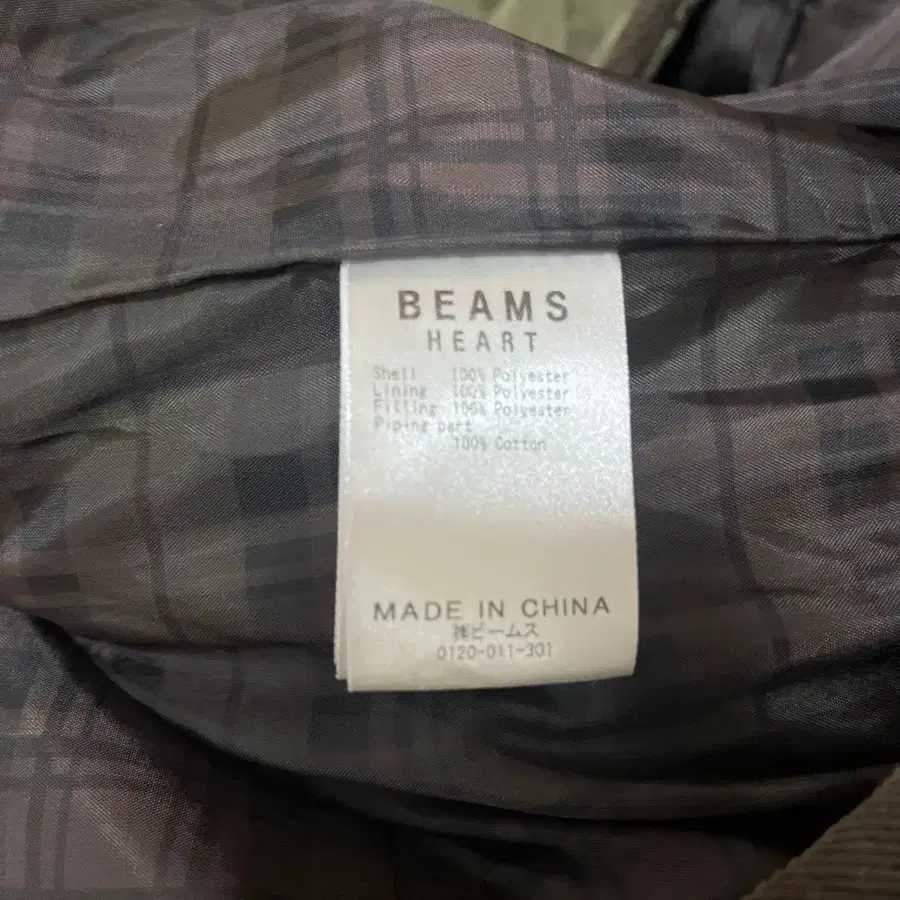 BEAMS
HEART
Shell 100% Polyester
Lining 100% Polyester
Filling 100% Polyester
Piping part
100% Cotton
MADE IN CHINA
㈱ビームス
0120-011-301